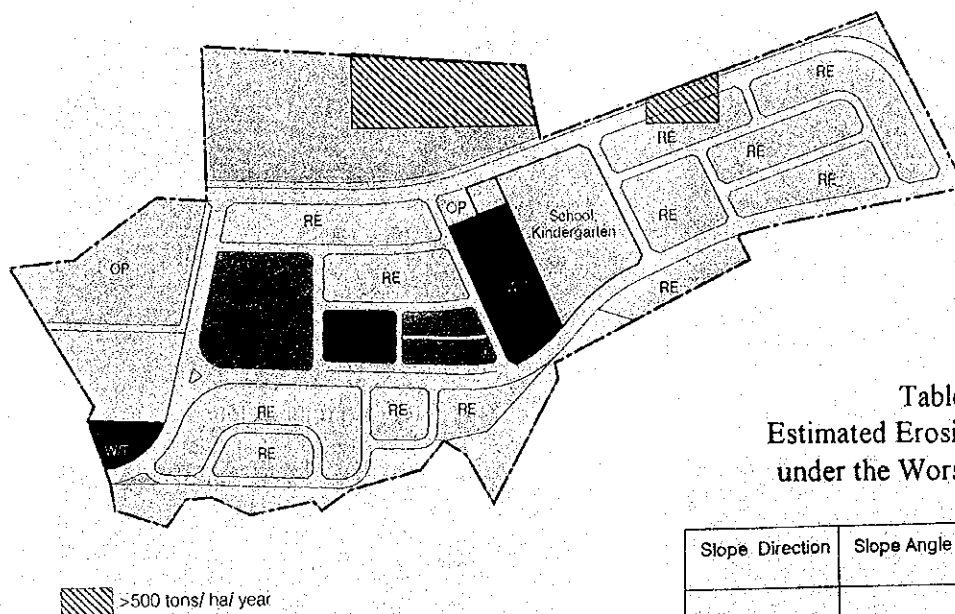 RE
RE
RE
RE
RE
RE
OP
School
Kindergarten
RE
OP
RE
RE
RE
RE
RE
RE
W/T
Table
Estimated Erosi
under the Wors
Slope Direction
Slope Angle
>500 tons/ ha/ year